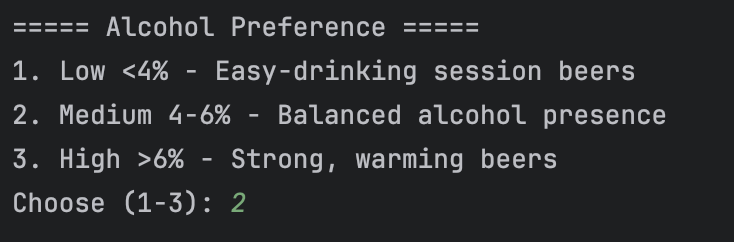 ===== Alcohol Preference =====
1. Low <4% - Easy-drinking session beers
2. Medium 4-6% - Balanced alcohol presence
3. High >6% - Strong, warming beers
Choose (1-3): 2